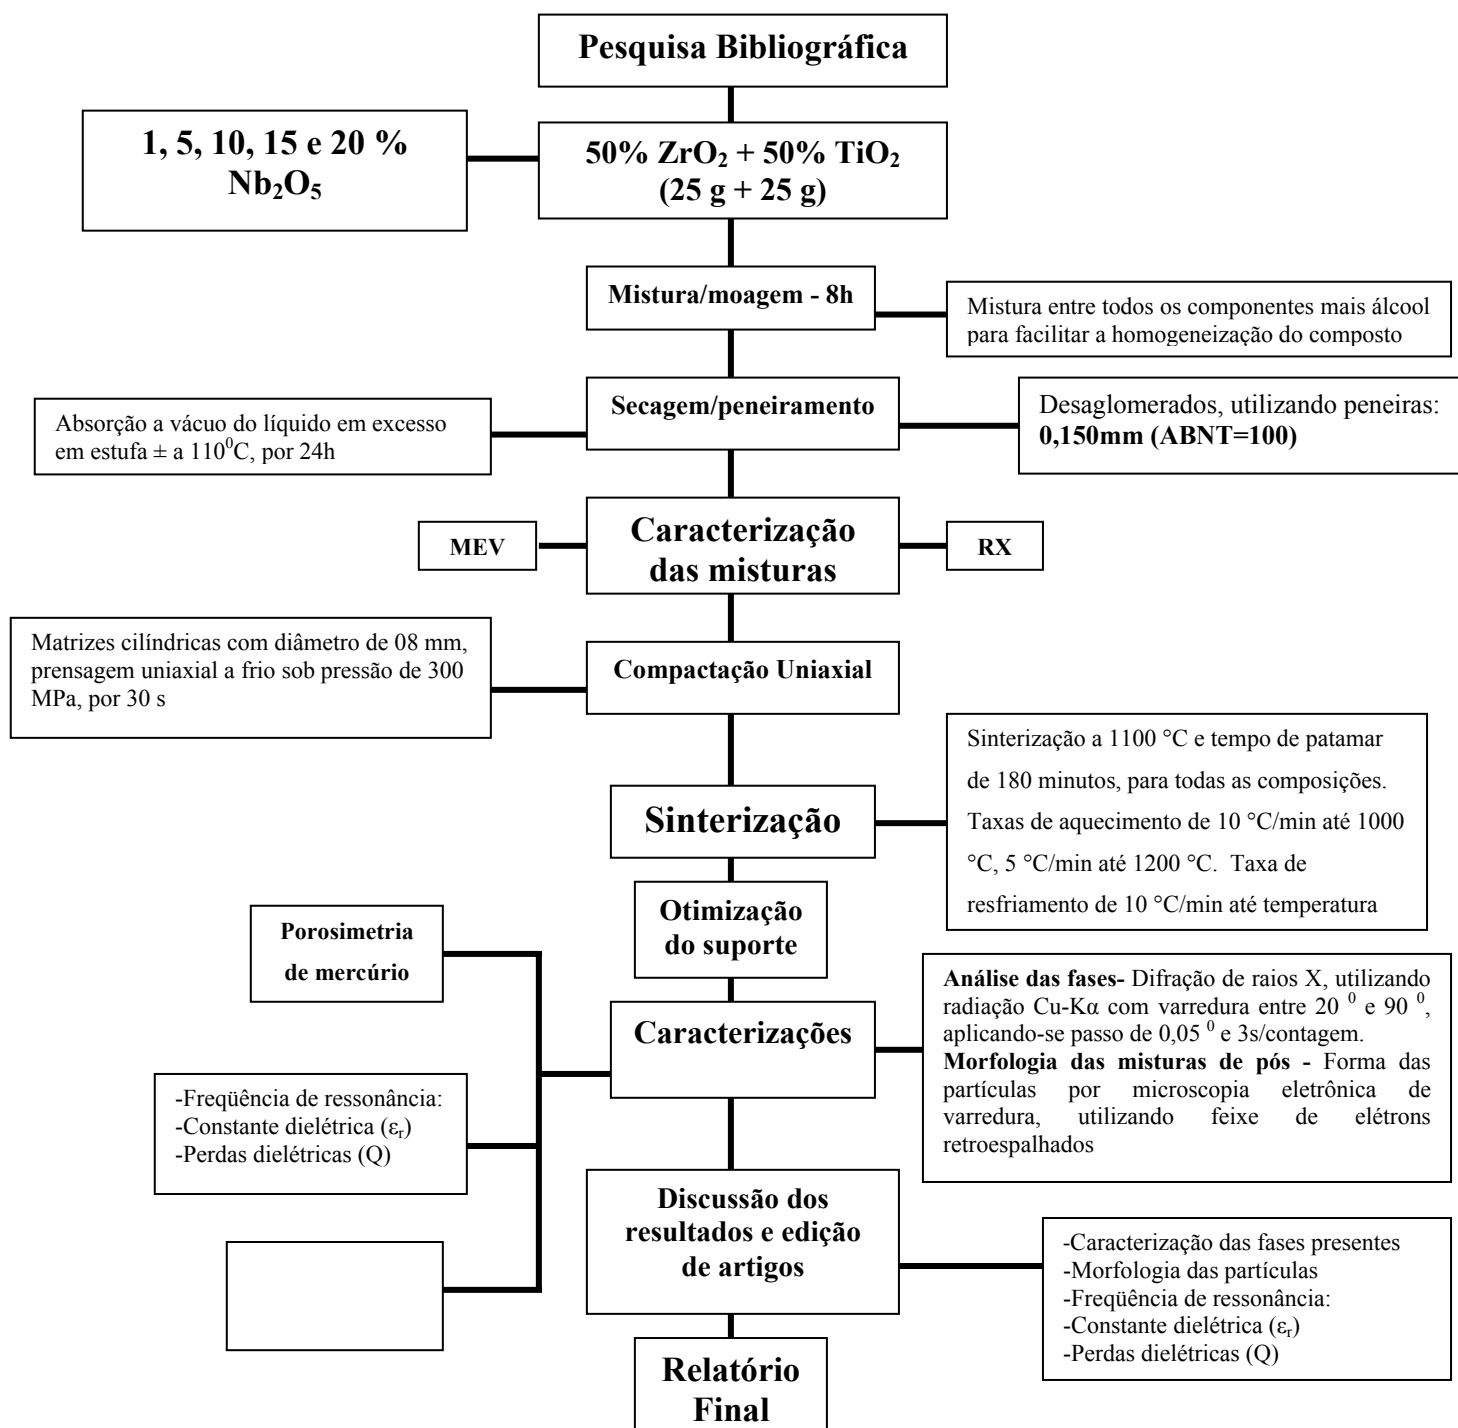 Pesquisa Bibliográfica
1, 5, 10, 15 e 20 %
Nb₂O₅
50% ZrO₂ + 50% TiO₂
(25 g + 25 g)
Mistura/moagem - 8h
Mistura entre todos os componentes mais álcool
para facilitar a homogeneização do composto
Absorção a vácuo do líquido em excesso
em estufa ± a 110⁰C, por 24h
Secagem/peneiramento
Desaglomerados, utilizando peneiras:
0,150mm (ABNT=100)
MEV
Caracterização
das misturas
RX
Matrizes cilíndricas com diâmetro de 08 mm,
prensagem uniaxial a frio sob pressão de 300
MPa, por 30 s
Compactação Uniaxial
Sinterização
Sinterização a 1100 °C e tempo de patamar
de 180 minutos, para todas as composições.
Taxas de aquecimento de 10 °C/min até 1000
°C, 5 °C/min até 1200 °C. Taxa de
resfriamento de 10 °C/min até temperatura
Otimização
do suporte
Porosimetria
de mercúrio
Caracterizações
Análise das fases- Difração de raios X, utilizando
radiação Cu-Kα com varredura entre 20 ⁰ e 90 ⁰,
aplicando-se passo de 0,05 ⁰ e 3s/contagem.
Morfologia das misturas de pós - Forma das
partículas por microscopia eletrônica de
varredura, utilizando feixe de elétrons
retroespalhados
-Freqüência de ressonância:
-Constante dielétrica (εᵣ)
-Perdas dielétricas (Q)
Discussão dos
resultados e edição
de artigos
-Caracterização das fases presentes
-Morfologia das partículas
-Freqüência de ressonância:
-Constante dielétrica (εᵣ)
-Perdas dielétricas (Q)
Relatório
Final